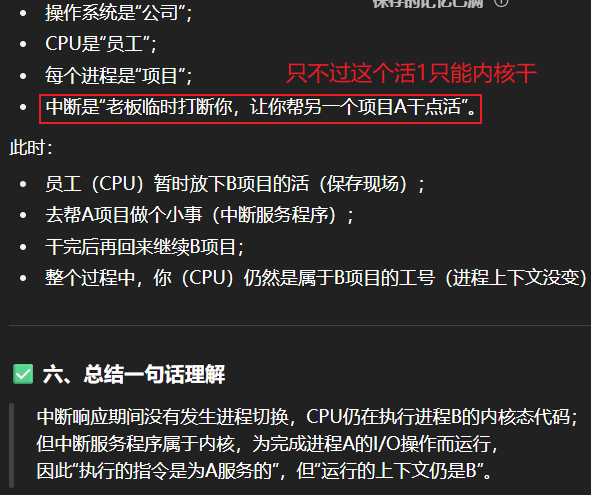 保存的记忆已满 ⓘ
• 操作系统是“公司”；
• CPU是“员工”；
• 每个进程是“项目”；
只不过这个活1只能内核干
• 中断是“老板临时打断你，让你帮另一个项目A干点活”。
此时：
• 员工（CPU）暂时放下B项目的活（保存现场）；
• 去帮A项目做个小事（中断服务程序）；
• 干完后再回来继续B项目；
• 整个过程中，你（CPU）仍然是属于B项目的工号（进程上下文没变）
✅ 六、总结一句话理解
中断响应期间没有发生进程切换，CPU仍在执行进程B的内核态代码；
但中断服务程序属于内核，为完成进程A的I/O操作而运行，
因此“执行的指令是为A服务的”，但“运行的上下文仍是B”。